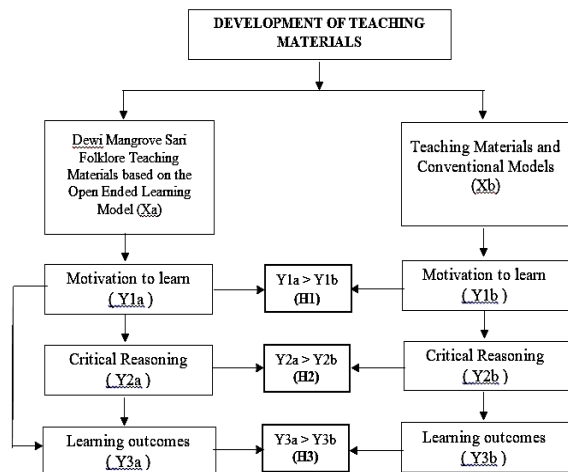 DEVELOPMENT OF TEACHING
MATERIALS
Dewi Mangrove Sari
Folklore Teaching
Materials based on the
Open Ended Learning
Model (Xa)
Teaching Materials and
Conventional Models
(Xb)
Motivation to learn
( Y1a )
Y1a > Y1b
(H1)
Motivation to learn
( Y1b )
Critical Reasoning
( Y2a )
Y2a > Y2b
(H2)
Critical Reasoning
( Y2b )
Learning outcomes
( Y3a )
Y3a > Y3b
(H3)
Learning outcomes
( Y3b )